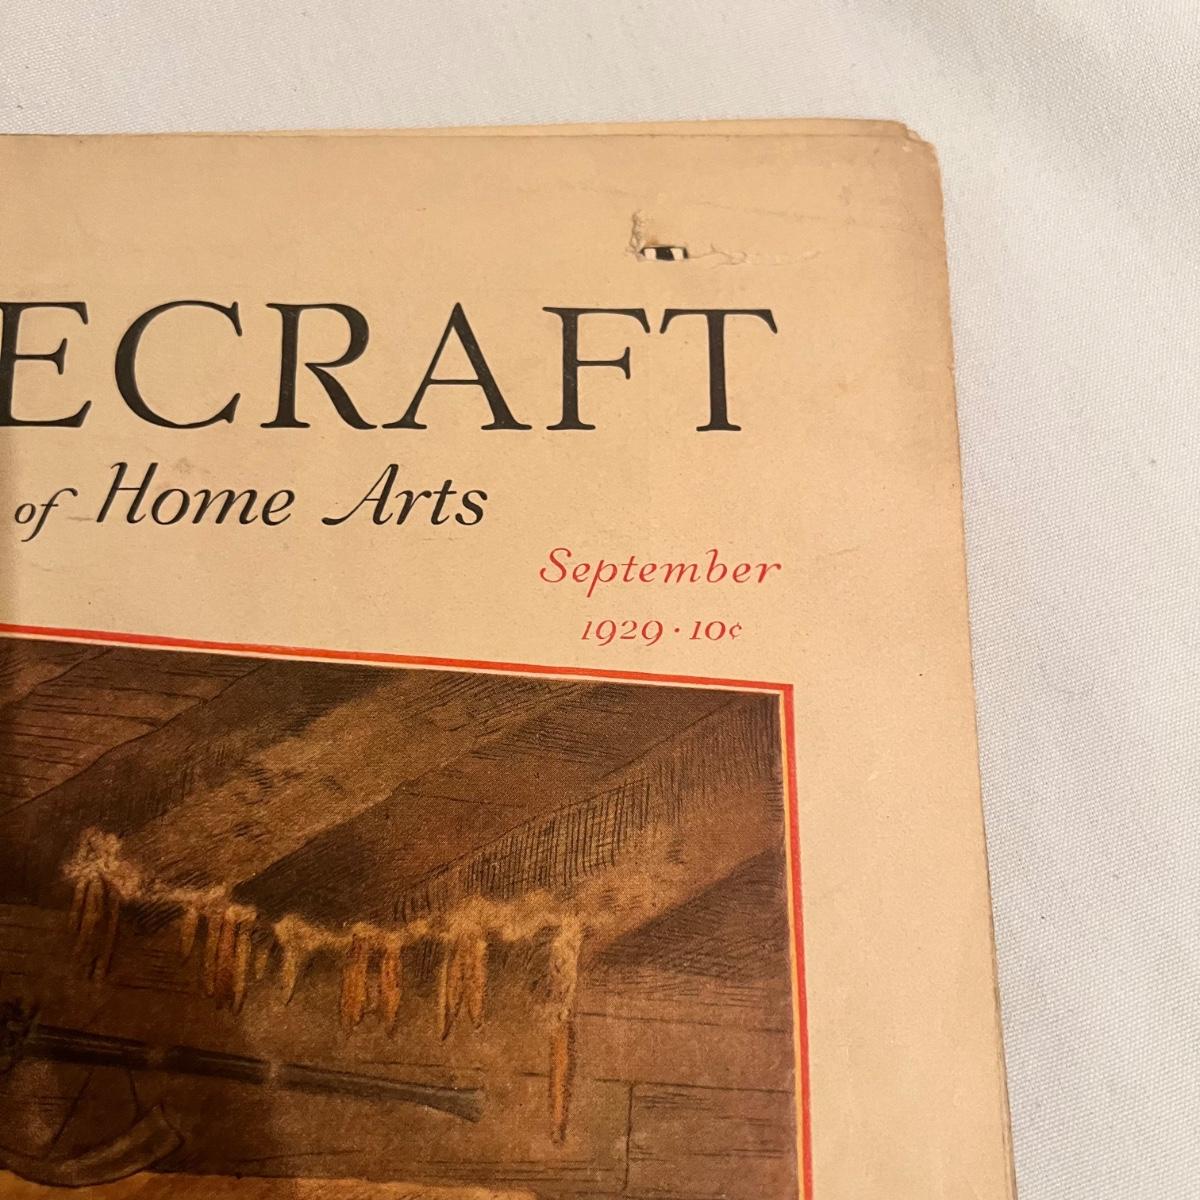 ECRAFT
of Home Arts
September
1929 · 10¢